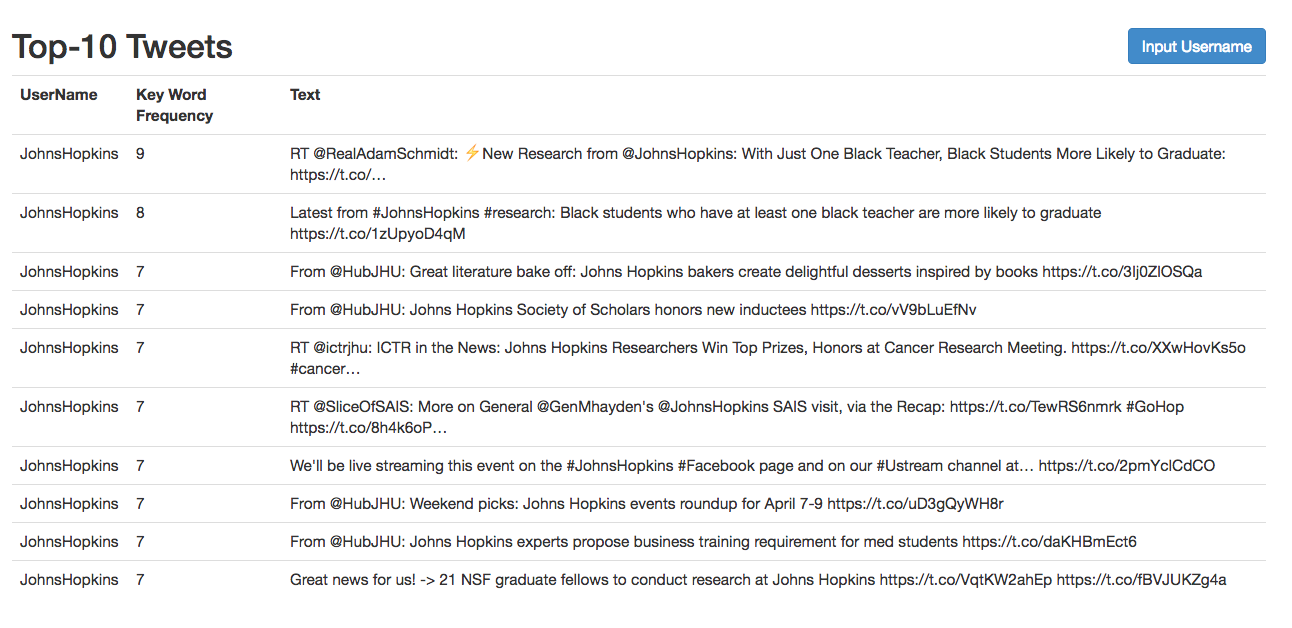 Top-10 Tweets
Input Username
UserName Key Word Frequency Text
JohnsHopkins 9 RT @RealAdamSchmidt: ⚡New Research from @JohnsHopkins: With Just One Black Teacher, Black Students More Likely to Graduate:
https://t.co/…
JohnsHopkins 8 Latest from #JohnsHopkins #research: Black students who have at least one black teacher are more likely to graduate
https://t.co/1zUpyoD4qM
JohnsHopkins 7 From @HubJHU: Great literature bake off: Johns Hopkins bakers create delightful desserts inspired by books https://t.co/3lj0ZlOSQa
JohnsHopkins 7 From @HubJHU: Johns Hopkins Society of Scholars honors new inductees https://t.co/vV9bLuEfNv
JohnsHopkins 7 RT @ictrjhu: ICTR in the News: Johns Hopkins Researchers Win Top Prizes, Honors at Cancer Research Meeting. https://t.co/XXwHovKs5o
#cancer…
JohnsHopkins 7 RT @SliceOfSAIS: More on General @GenMhayden's @JohnsHopkins SAIS visit, via the Recap: https://t.co/TewRS6nmrk #GoHop
https://t.co/8h4k6oP…
JohnsHopkins 7 We'll be live streaming this event on the #JohnsHopkins #Facebook page and on our #Ustream channel at… https://t.co/2pmYclCdCO
JohnsHopkins 7 From @HubJHU: Weekend picks: Johns Hopkins events roundup for April 7-9 https://t.co/uD3gQyWH8r
JohnsHopkins 7 From @HubJHU: Johns Hopkins experts propose business training requirement for med students https://t.co/daKHBmEct6
JohnsHopkins 7 Great news for us! -> 21 NSF graduate fellows to conduct research at Johns Hopkins https://t.co/VqtKW2ahEp https://t.co/fBVJUKZg4a